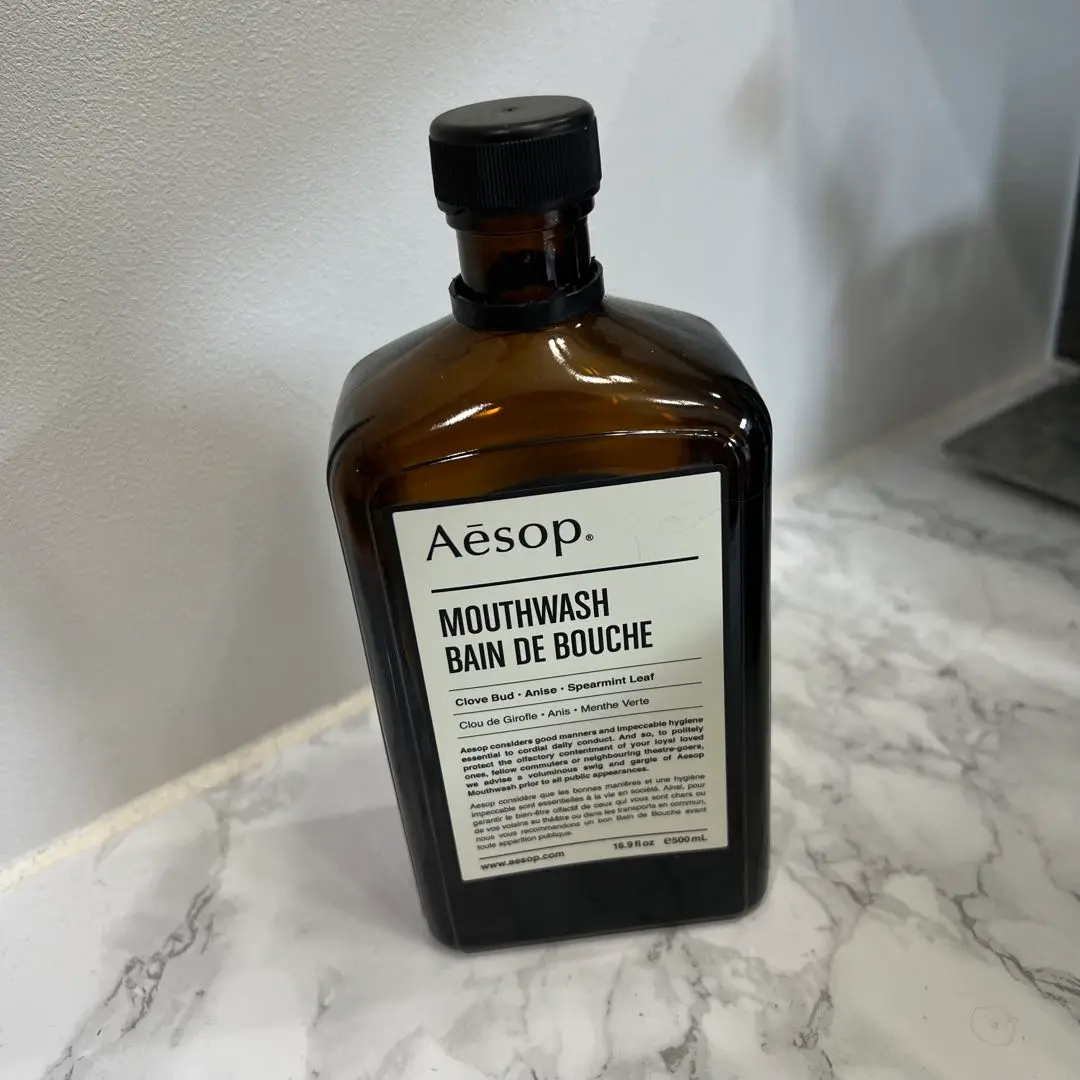 Aēsop®
MOUTHWASH
BAIN DE BOUCHE
Clove Bud • Anise • Spearmint Leaf
Clou de Girofle • Anis • Menthe Verte
Aesop considers good manners and impeccable hygiene
essential to cordial daily conduct. And so, to politely
protect the olfactory contentment of your loyal loved
ones, fellow commuters or neighbouring theatre-goers,
we advise a voluminous swig and gargle of Aesop
Mouthwash prior to all public appearances.
Aesop considère que les bonnes manières et une hygiène
impeccable sont essentielles à la vie en société. Ainsi, pour
garantir le bien-être olfactif de ceux qui vous sont chers ou
de vos voisins au théâtre ou dans les transports en commun,
nous vous recommandons un bon Bain de Bouche avant
toute apparition publique.
www.aesop.com 16.9 fl oz ℮500 mL